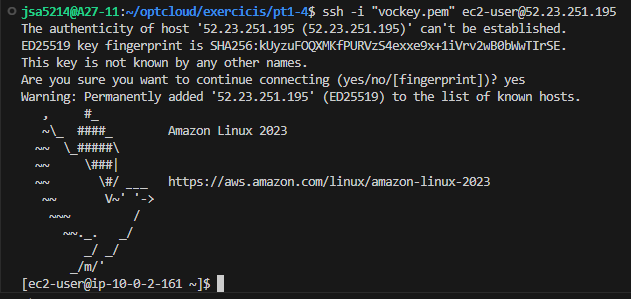 jsa5214@A27-11:~/optcloud/exercicis/pt1-4$ ssh -i "vockey.pem" ec2-user@52.23.251.195
The authenticity of host '52.23.251.195 (52.23.251.195)' can't be established.
ED25519 key fingerprint is SHA256:kUyzuFOQXMKfPURVzS4exxe9x+1iVrv2wB0bWwTIrSE.
This key is not known by any other names.
Are you sure you want to continue connecting (yes/no/[fingerprint])? yes
Warning: Permanently added '52.23.251.195' (ED25519) to the list of known hosts.
   ,     #_
   ~\_  ####_        Amazon Linux 2023
  ~~  \_#####\
  ~~     \###|
  ~~       \#/ ___   https://aws.amazon.com/linux/amazon-linux-2023
   ~~       V~' '->
    ~~~         /
      ~~._.   _/
         _/ _/
       _/m/'
[ec2-user@ip-10-0-2-161 ~]$